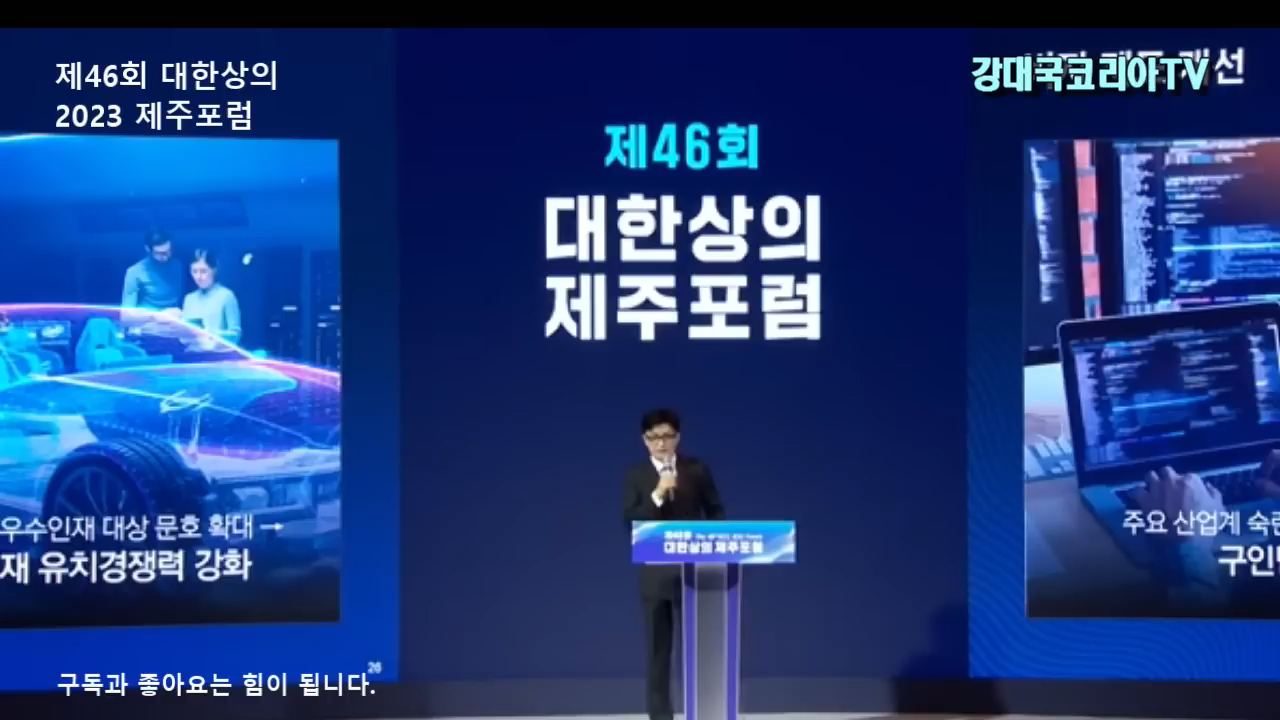 제46회 대한상의
2023 제주포럼
강대국코리아TV
선
제46회
대한상의
제주포럼
우수인재 대상 문호 확대 →
재 유치경쟁력 강화
주요 산업계 숙련
구인
대한상의 제주포럼
26
구독과 좋아요는 힘이 됩니다.